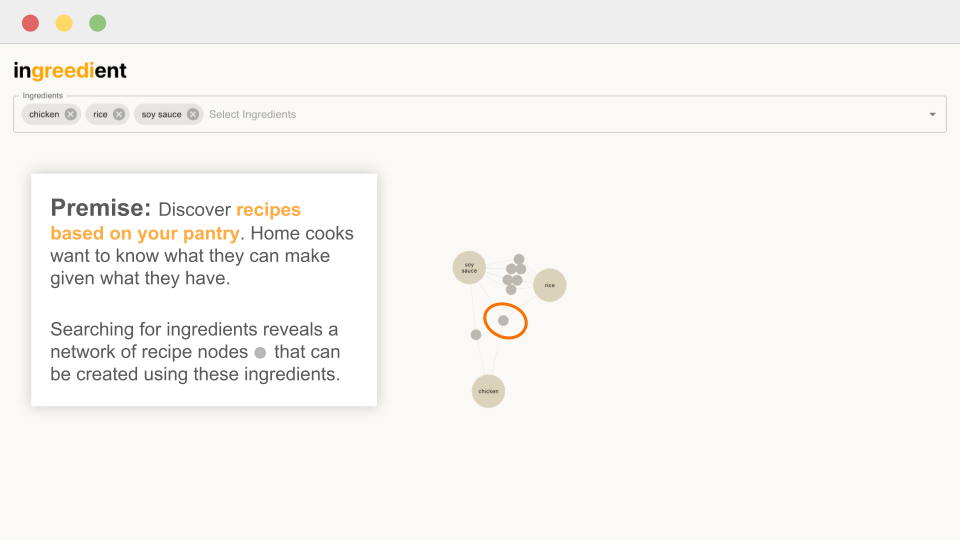 ingreedient
Ingredients
chicken rice soy sauce Select Ingredients
Premise: Discover recipes
based on your pantry. Home cooks
want to know what they can make
given what they have.
Searching for ingredients reveals a
network of recipe nodes that can
be created using these ingredients.
soy
sauce
rice
chicken